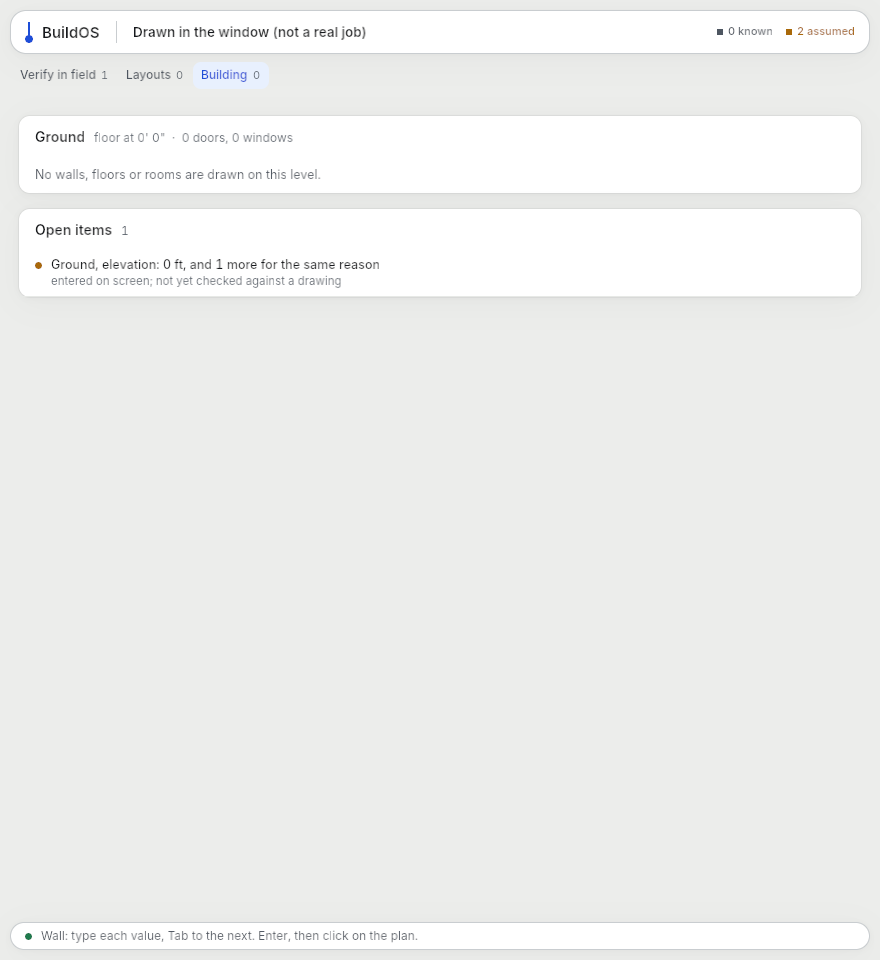 BuildOS Drawn in the window (not a real job) 0 known 2 assumed
Verify in field 1 Layouts 0 Building 0
Ground floor at 0' 0" · 0 doors, 0 windows
No walls, floors or rooms are drawn on this level.
Open items 1
Ground, elevation: 0 ft, and 1 more for the same reason
entered on screen; not yet checked against a drawing
Wall: type each value, Tab to the next. Enter, then click on the plan.